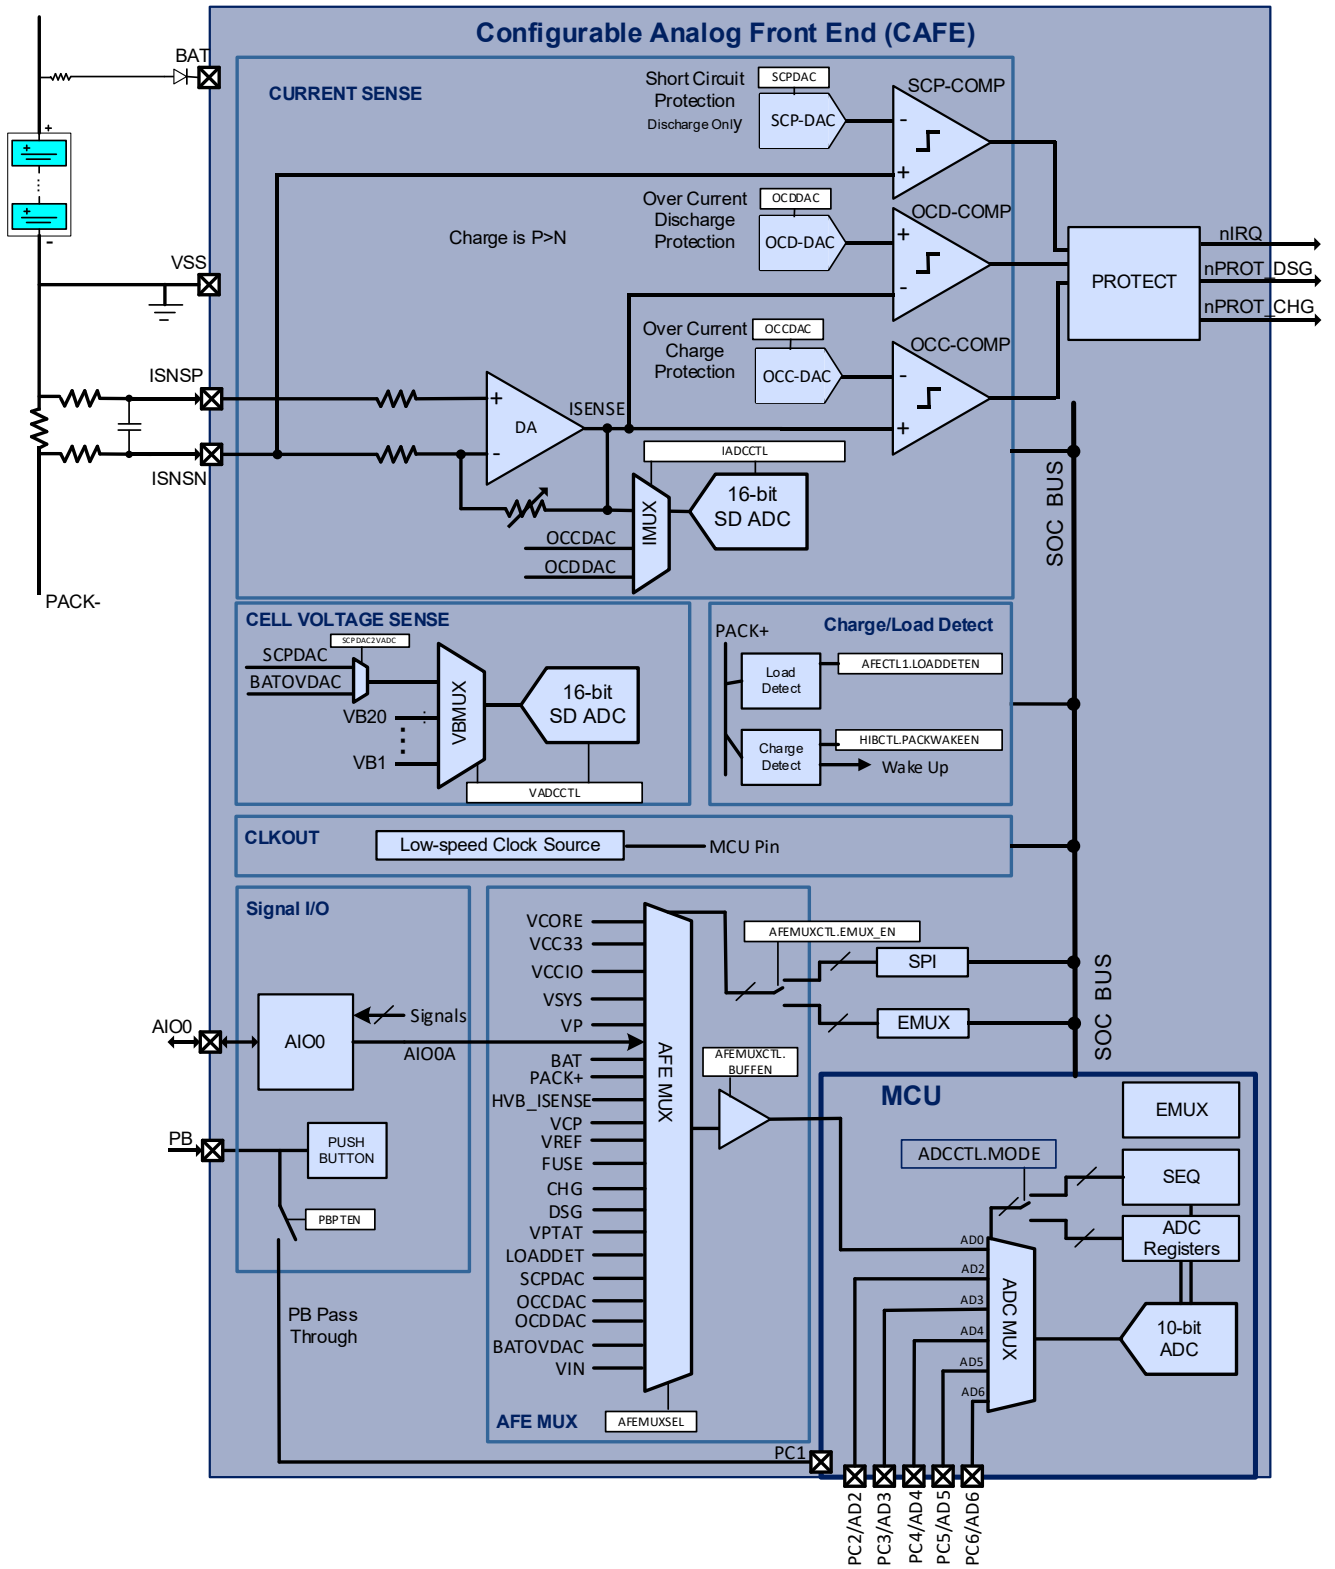 Configurable Analog Front End (CAFE)
BAT
CURRENT SENSE
Short Circuit
Protection
Discharge Only
SCPDAC
SCP-DAC
SCP-COMP
-
+
+
+
+
-
Over Current
Discharge
Protection
OCDDAC
OCD-DAC
OCD-COMP
+
-
Charge is P>N
VSS
PROTECT
nIRQ
nPROT_DSG
nPROT_CHG
Over Current
Charge
Protection
OCCDAC
OCC-DAC
OCC-COMP
-
+
ISNSP
ISNSN
+
-
DA
ISENSE
IADCCTL
IMUX
16-bit
SD ADC
OCCDAC
OCDDAC
SOC BUS
PACK-
CELL VOLTAGE SENSE
SCPDAC2VADC
SCPDAC
BATOVDAC
VB20
VB1
VBMUX
16-bit
SD ADC
VADCCTL
Charge/Load Detect
PACK+
Load
Detect
AFECTL1.LOADDETEN
Charge
Detect
HIBCTL.PACKWAKEEN
Wake Up
CLKOUT
Low-speed Clock Source
MCU Pin
Signal I/O
AIO0
AIO0
Signals
AIO0A
PB
PUSH
BUTTON
PBPTEN
PB Pass
Through
VCORE
VCC33
VCCIO
VSYS
VP
BAT
PACK+
HVB_ISENSE
VCP
VREF
FUSE
CHG
DSG
VPTAT
LOADDET
SCPDAC
OCCDAC
OCDDAC
BATOVDAC
VIN
AFE MUX
AFE MUX
AFEMUXSEL
AFEMUXCTL.EMUX_EN
SPI
EMUX
SOC BUS
AFEMUXCTL.
BUFFEN
MCU
EMUX
ADCCTL.MODE
SEQ
ADC
Registers
AD0
AD2
AD3
AD4
AD5
AD6
ADC MUX
10-bit
ADC
PC1
PC2/AD2
PC3/AD3
PC4/AD4
PC5/AD5
PC6/AD6